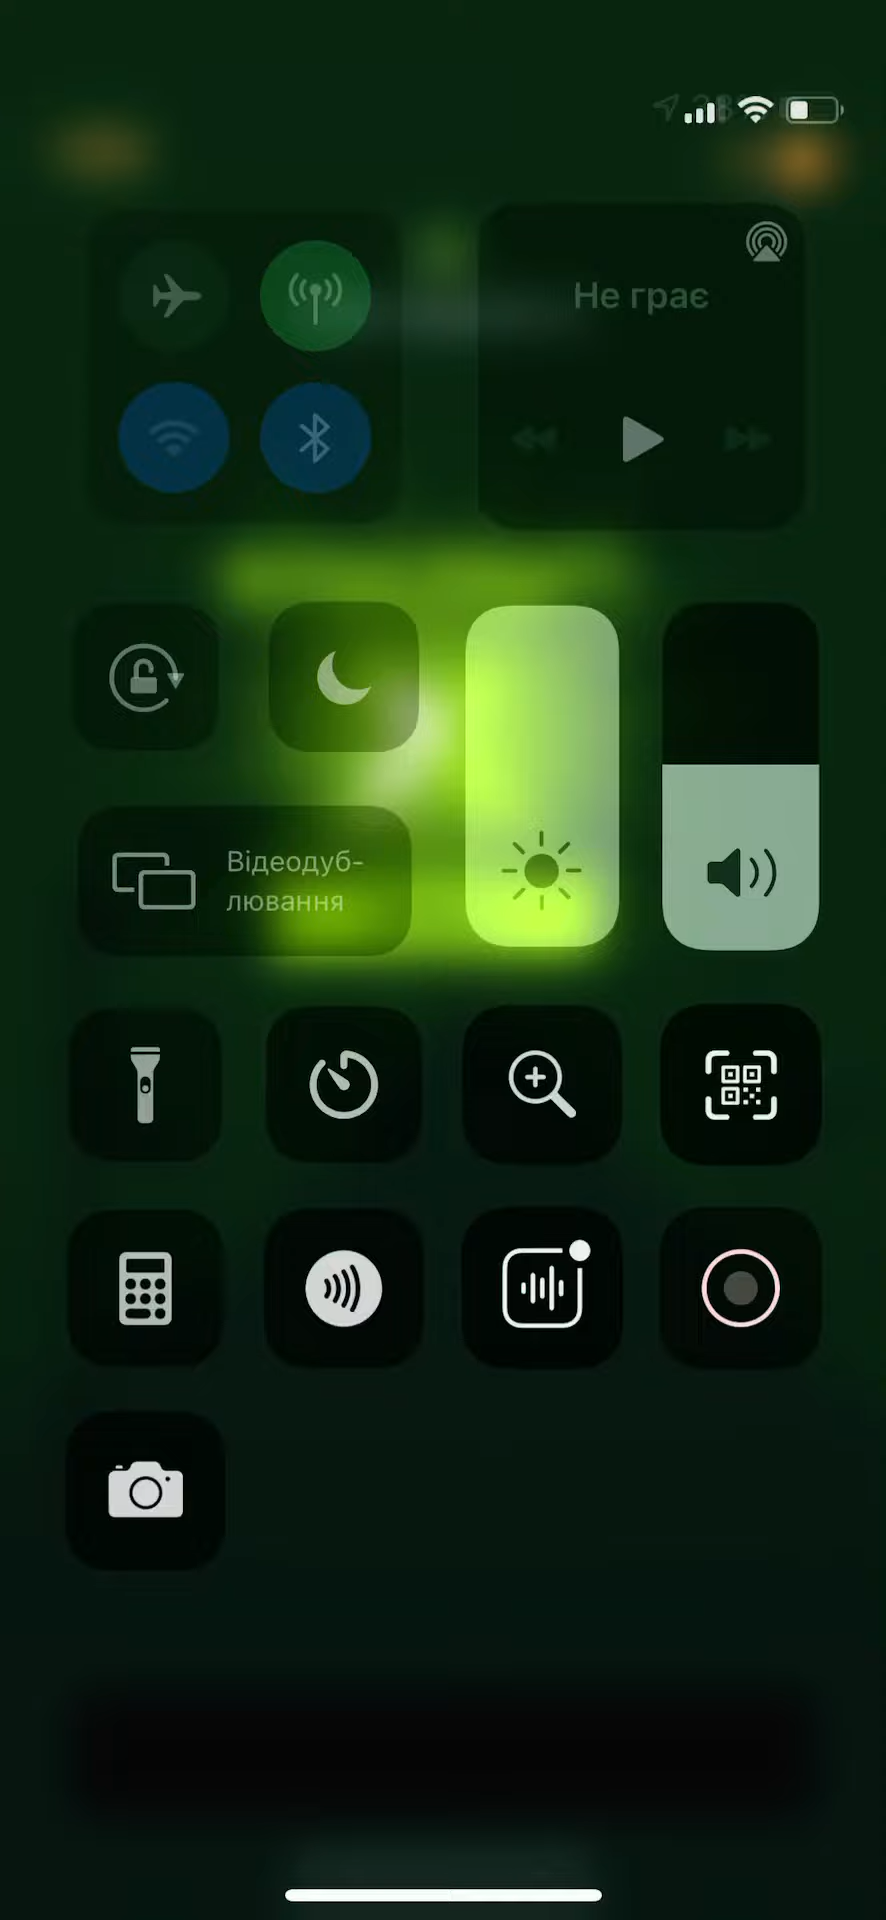 Не грає
Відеодуб-
лювання